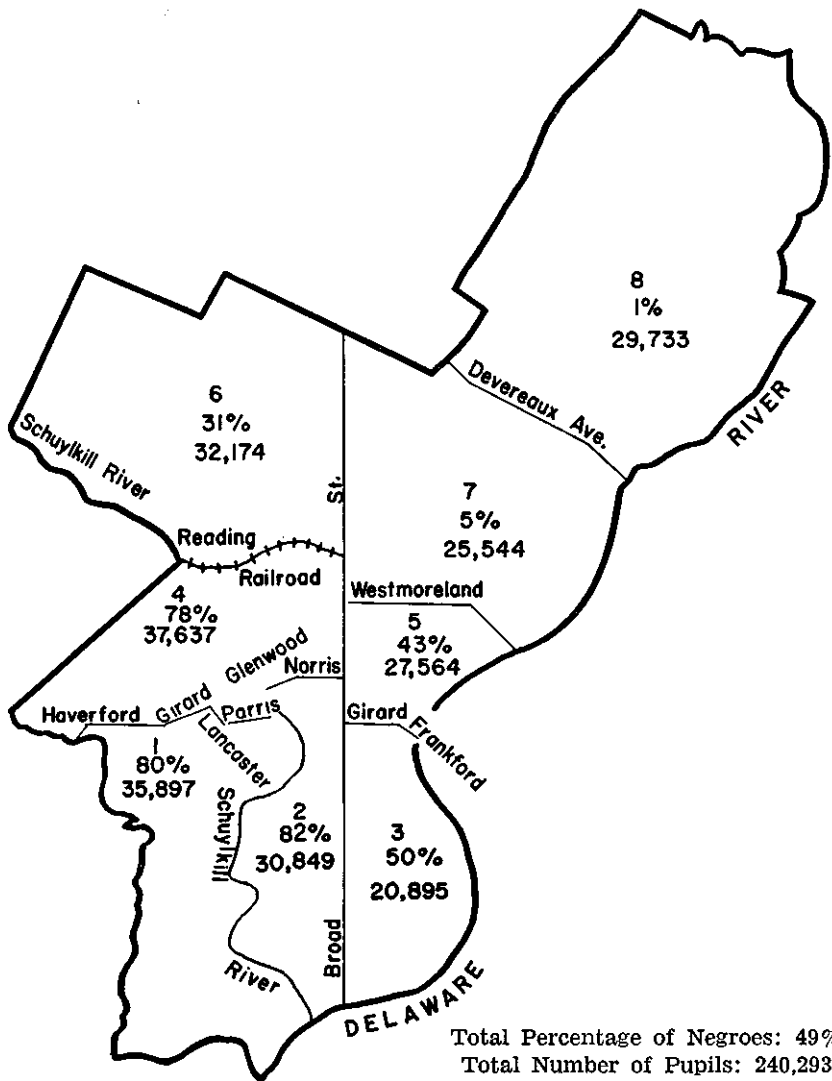 8
1%
29,733
Devereaux Ave.
RIVER
6
31%
32,174
Schuylkill River
St.
7
5%
25,544
Reading
Railroad
Westmoreland
4
78%
37,637
5
43%
27,564
Glenwood
Norris
Haverford
Girard
Parris
Lancaster
Girard
Frankford
1
80%
35,897
Schuylkill
2
82%
30,849
3
50%
20,895
Broad
River
DELAWARE
Total Percentage of Negroes: 49%
Total Number of Pupils: 240,293